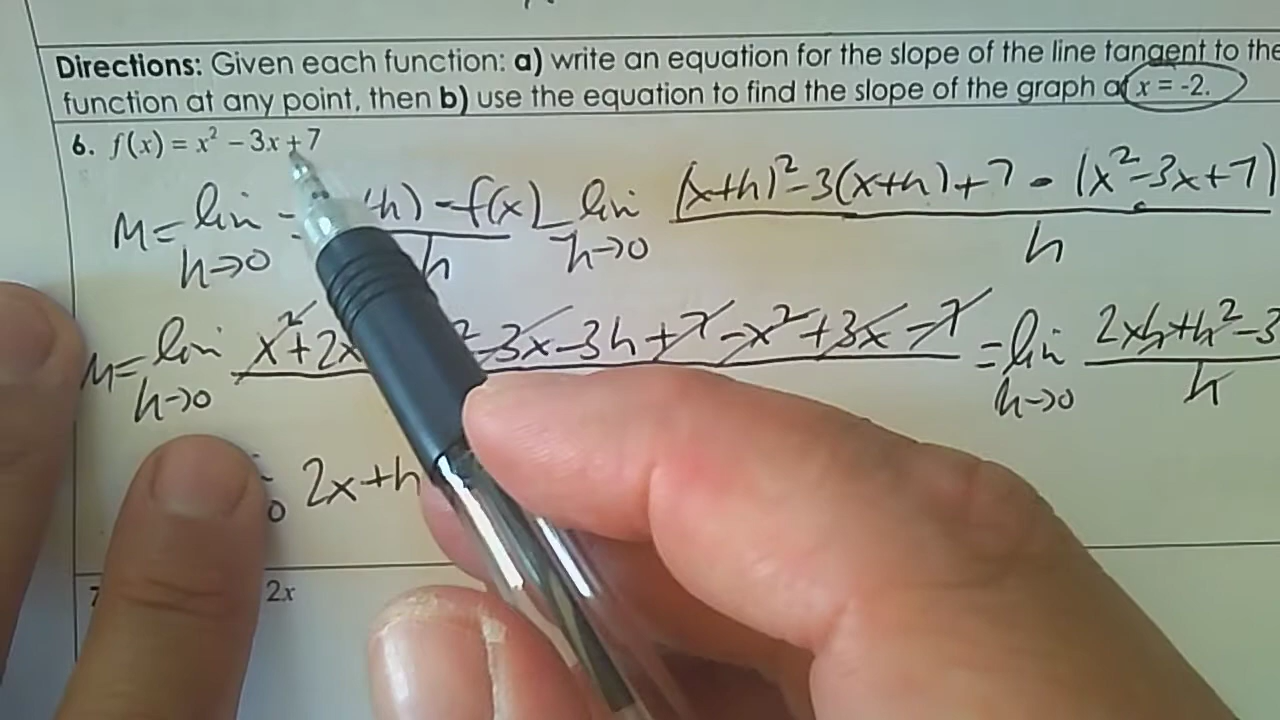 Directions: Given each function: a) write an equation for the slope of the line tangent to the
function at any point, then b) use the equation to find the slope of the graph at x = -2.
6. f(x) = x² − 3x + 7
M = lim h→0 h) - f(x) / h = lim h→0 (x+h)² - 3(x+h) + 7 - (x² - 3x + 7) / h
M = lim h→0 x² + 2x ² - 3x - 3h + 7 - x² + 3x - 7 = lim h→0 2xh + h² - 3 / h
0 2x + h
2x